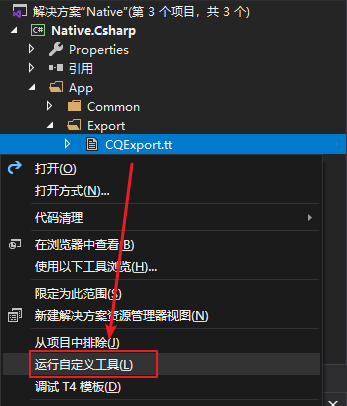 解决方案"Native"(第 3 个项目，共 3 个)
C# Native.Csharp
Properties
引用
App
Common
Export
CQExport.tt
打开(O)
打开方式(N)...
代码清理
在浏览器中查看(B)
使用以下工具浏览(H)...
限定为此范围(S)
新建解决方案资源管理器视图(N)
从项目中排除(J)
运行自定义工具(L)
调试 T4 模板(D)